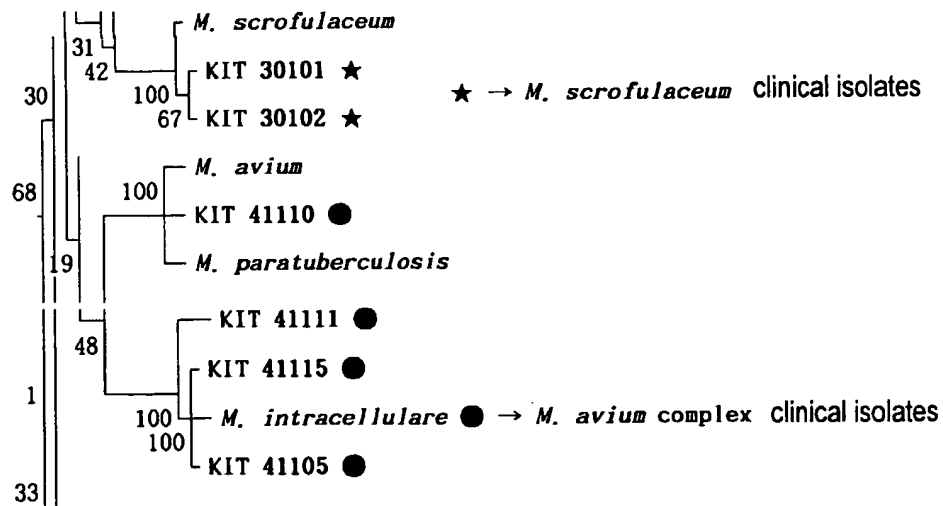 M. scrofulaceum
31
42
KIT 30101 ★
30
100
★ → M. scrofulaceum clinical isolates
67
KIT 30102 ★
M. avium
68
100
KIT 41110 ●
19
M. paratuberculosis
KIT 41111 ●
48
KIT 41115 ●
1
100
M. intracellulare ● → M. avium complex clinical isolates
100
KIT 41105 ●
33